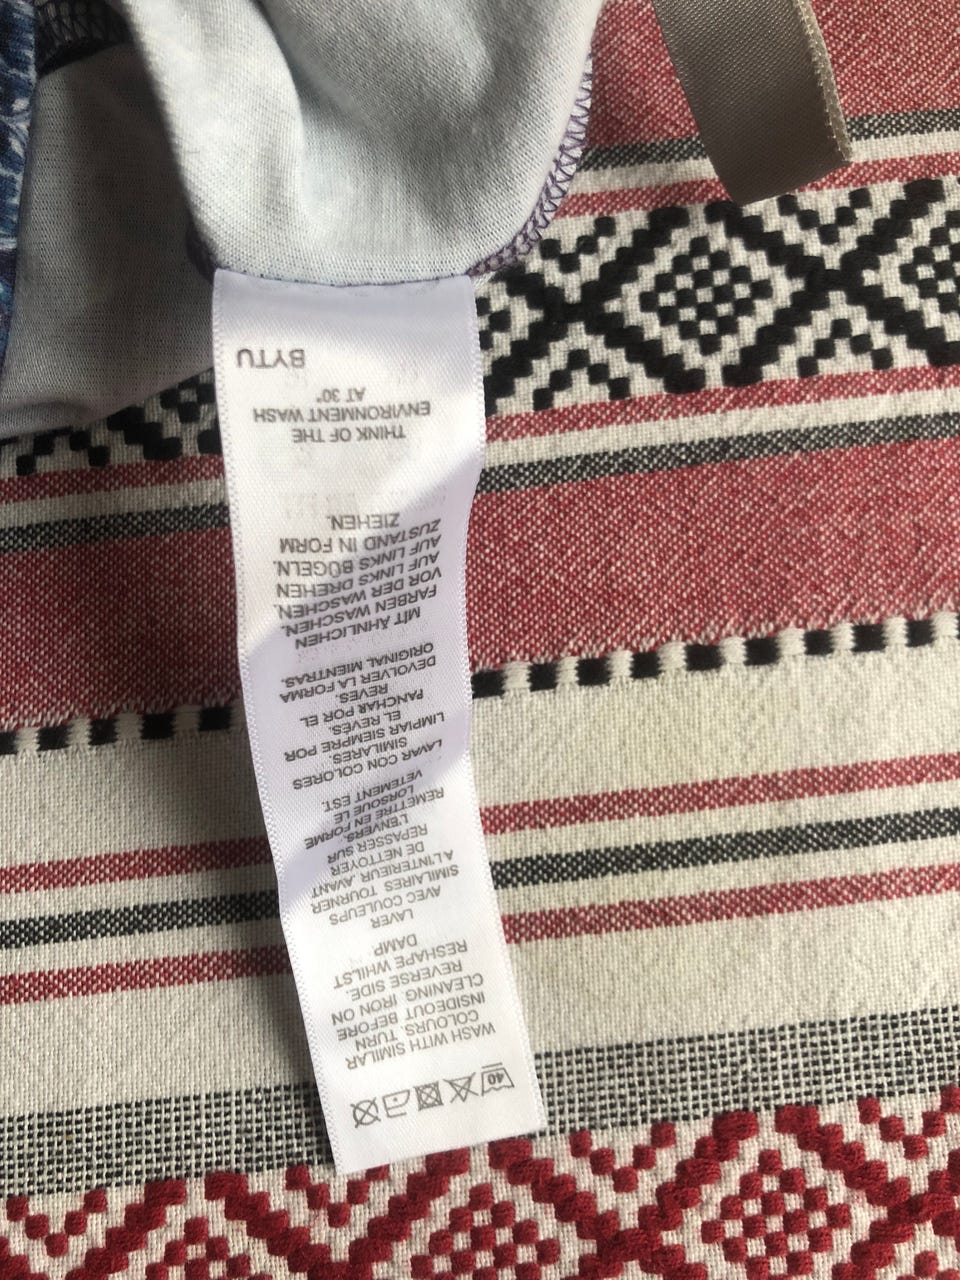 40
WASH WITH SIMILAR
COLOURS. TURN
INSIDEOUT BEFORE
CLEANING. IRON ON
REVERSE SIDE.
RESHAPE WHILST
DAMP.
LAVER
AVEC COULEURS
SIMILAIRES TOURNER
A L'INTERIEUR AVANT
DE NETTOYER
REPASSER SUR
L'ENVERS.
REMETTRE EN FORME
LORSQUE LE
VETEMENT EST.
LAVAR CON COLORES
SIMILARES.
LIMPIAR SIEMPRE POR
EL REVÉS.
PANCHAR POR EL
REVES.
DEVOLVER LA FORMA
ORIGINAL MIENTRAS.
MIT ÄHNLICHEN
FARBEN WASCHEN.
VOR DER WASCHEN
AUF LINKS DREHEN
AUF LINKS BÜGELN.
ZUSTAND IN FORM
ZIEHEN.
THINK OF THE
ENVIRONMENT WASH
AT 30°
BYTU